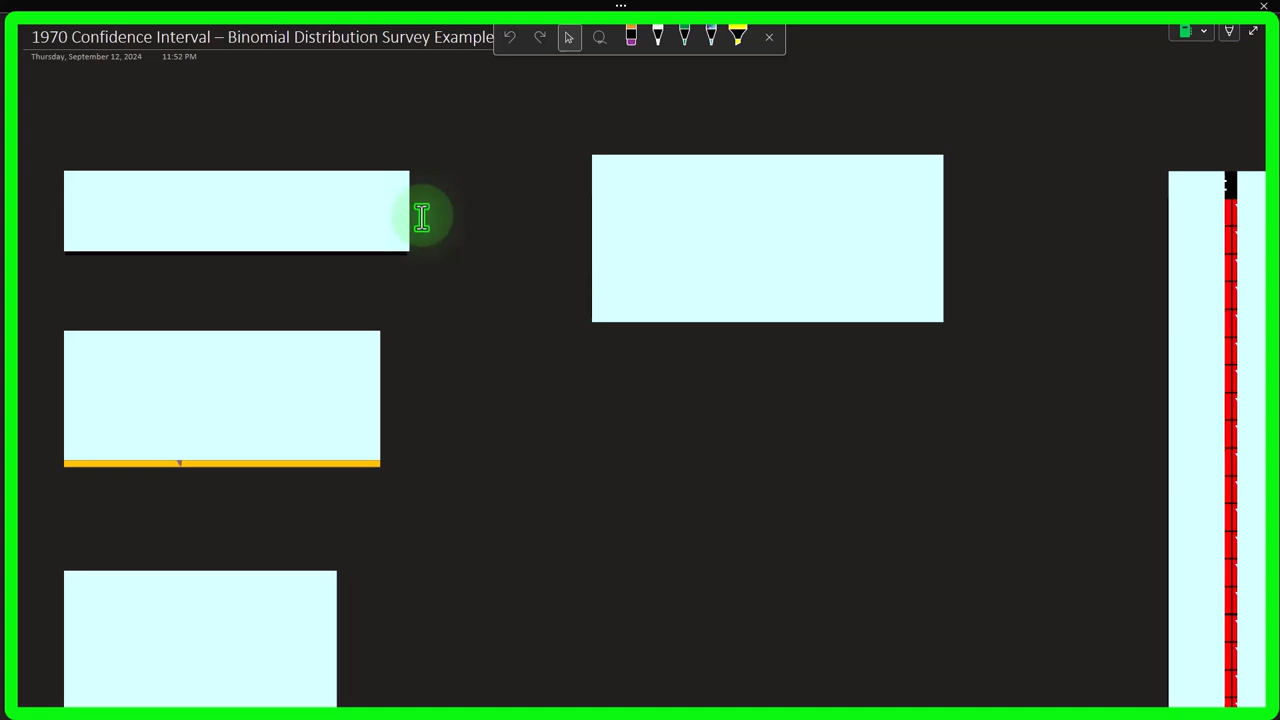 1970 Confidence Interval – Binomial Distribution Survey Example
Thursday, September 12, 2024 11:52 PM